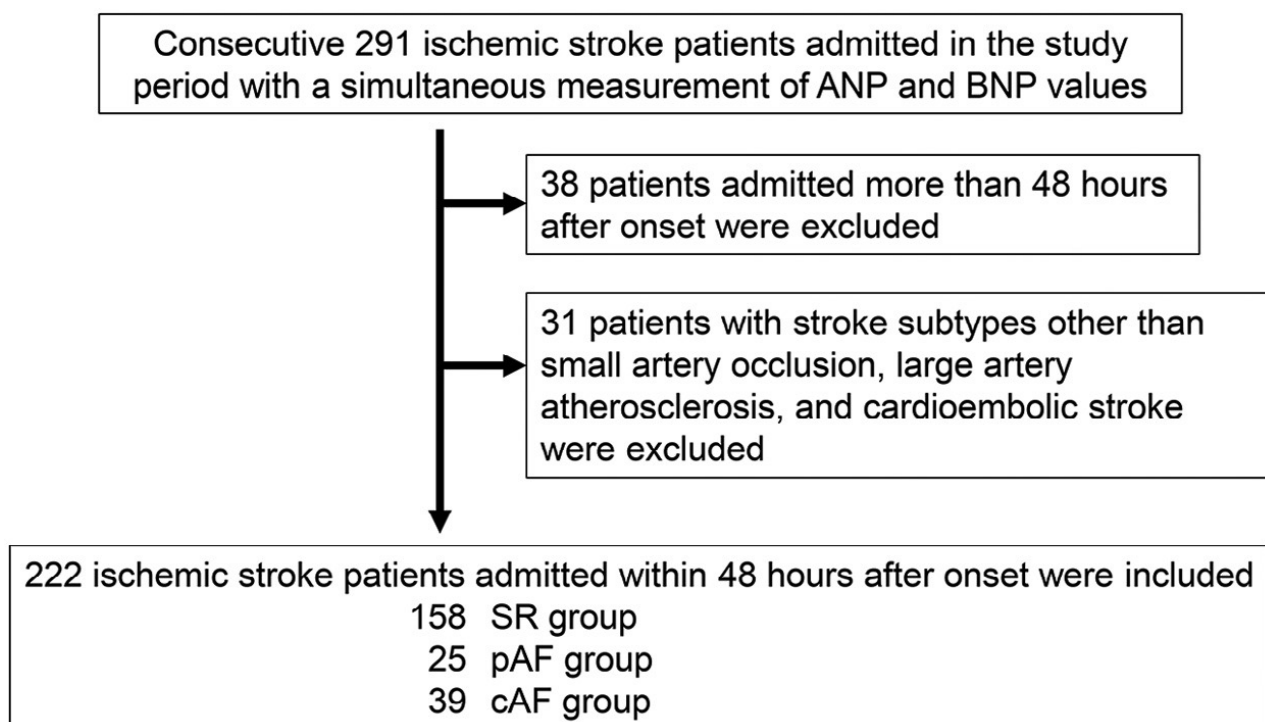 Consecutive 291 ischemic stroke patients admitted in the study
period with a simultaneous measurement of ANP and BNP values
38 patients admitted more than 48 hours
after onset were excluded
31 patients with stroke subtypes other than
small artery occlusion, large artery
atherosclerosis, and cardioembolic stroke
were excluded
222 ischemic stroke patients admitted within 48 hours after onset were included
158 SR group
25 pAF group
39 cAF group